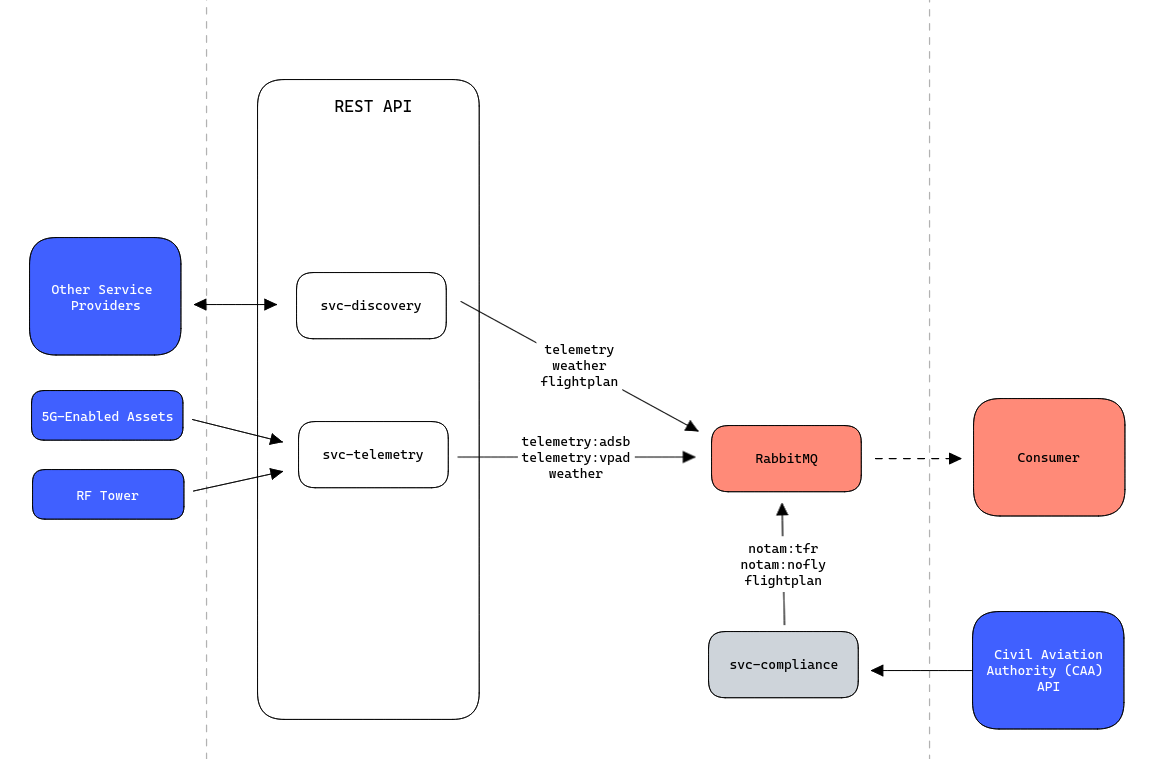 REST API
Other Service
Providers
svc-discovery
telemetry
weather
flightplan
5G-Enabled Assets
RF Tower
svc-telemetry
telemetry:adsb
telemetry:vpad
weather
RabbitMQ
Consumer
notam:tfr
notam:nofly
flightplan
svc-compliance
Civil Aviation
Authority (CAA)
API